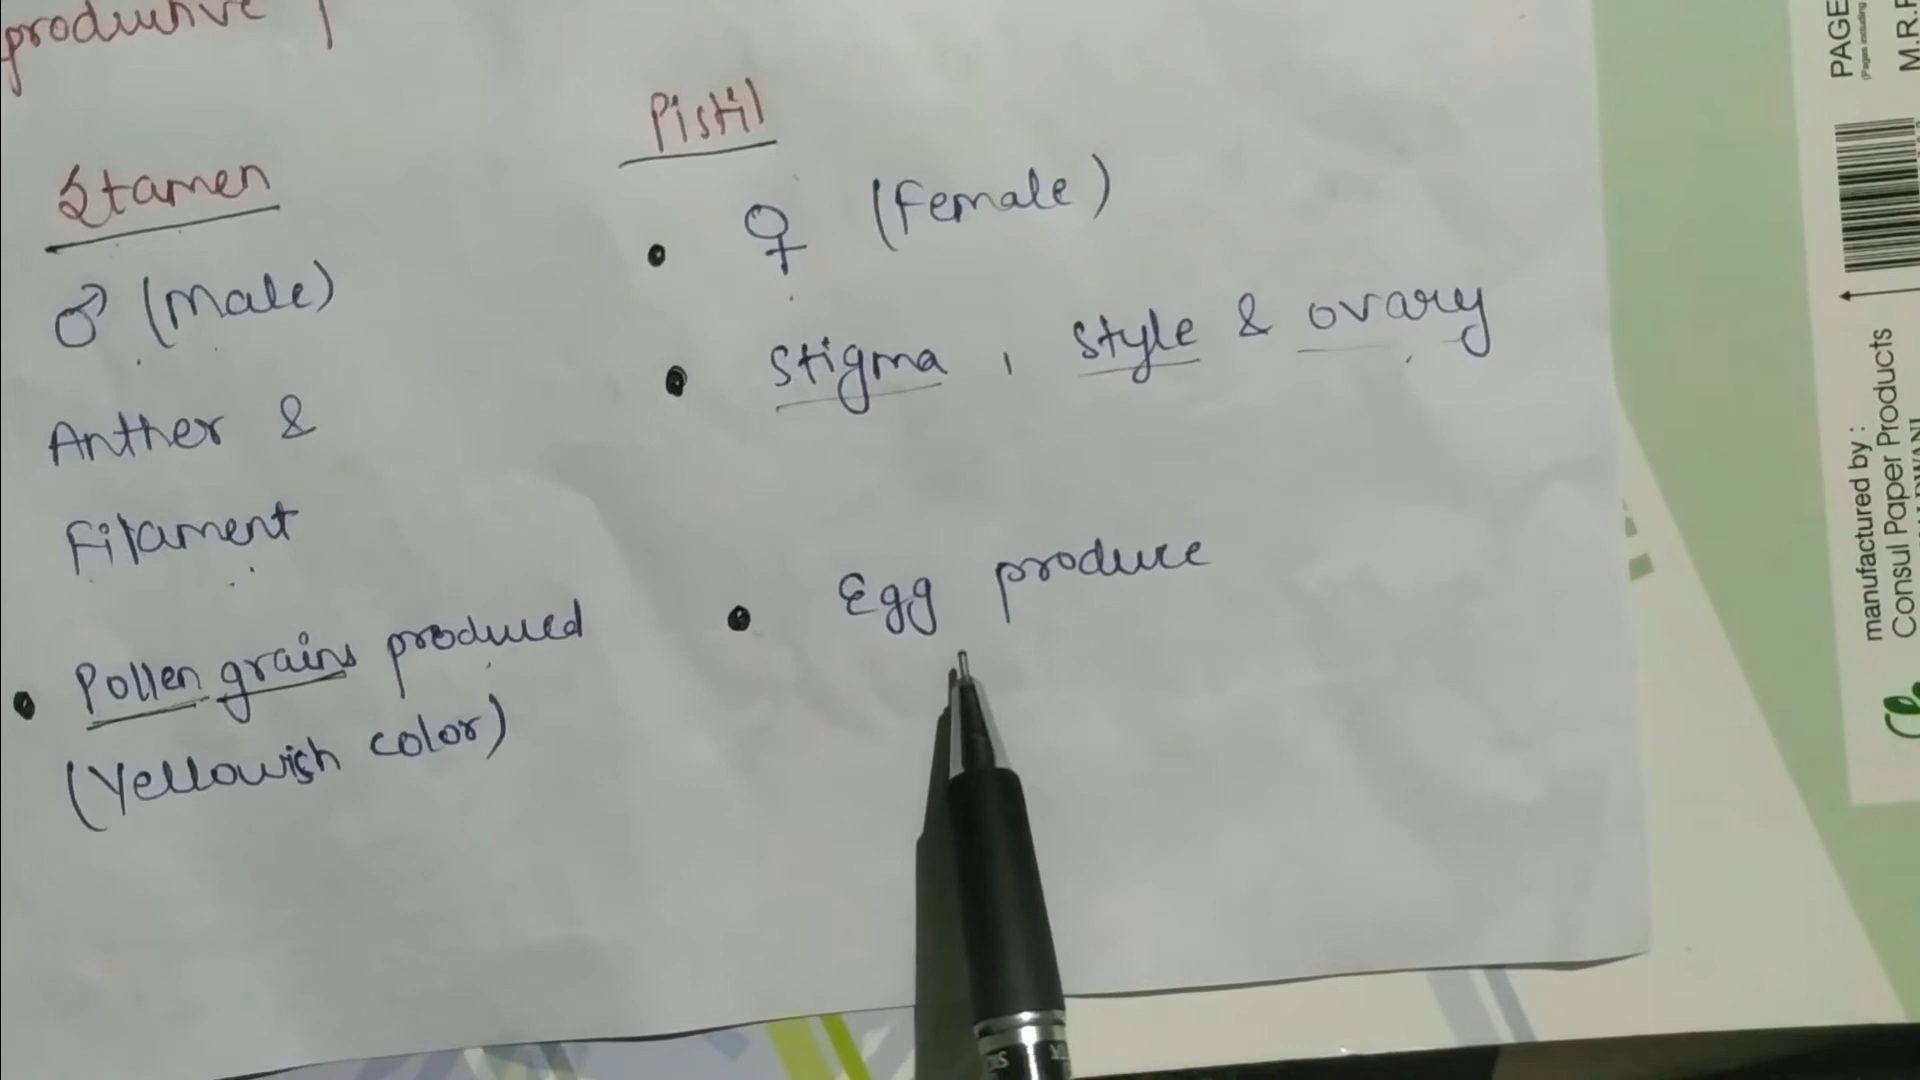 productive
Stamen
♂ (Male)
Anther &
Filament
• Pollen grains produced
(Yellowish color)
Pistil
• ♀ (Female)
• Stigma, Style & ovary
• Egg produce
PAGE
M.R.P
manufactured by :
Consul Paper Products